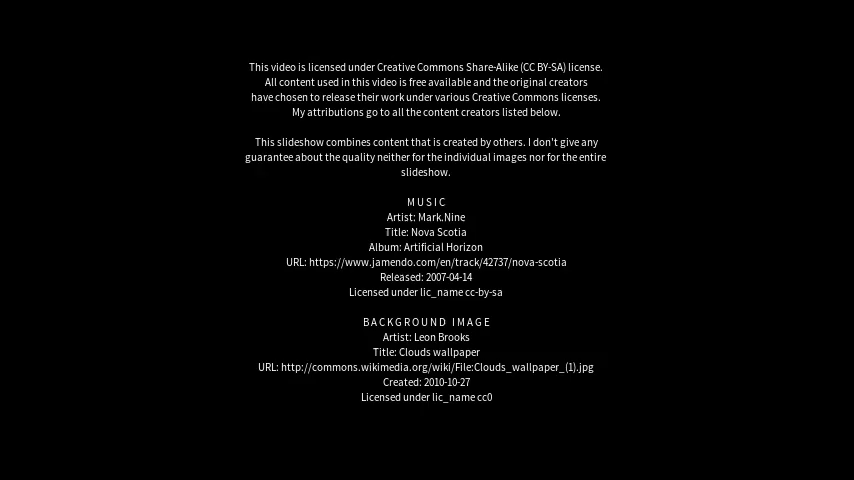 This video is licensed under Creative Commons Share-Alike (CC BY-SA) license.
All content used in this video is free available and the original creators
have chosen to release their work under various Creative Commons licenses.
My attributions go to all the content creators listed below.
This slideshow combines content that is created by others. I don't give any
guarantee about the quality neither for the individual images nor for the entire
slideshow.
MUSIC
Artist: Mark.Nine
Title: Nova Scotia
Album: Artificial Horizon
URL: https://www.jamendo.com/en/track/42737/nova-scotia
Released: 2007-04-14
Licensed under lic_name cc-by-sa
BACKGROUND IMAGE
Artist: Leon Brooks
Title: Clouds wallpaper
URL: http://commons.wikimedia.org/wiki/File:Clouds_wallpaper_(1).jpg
Created: 2010-10-27
Licensed under lic_name cc0